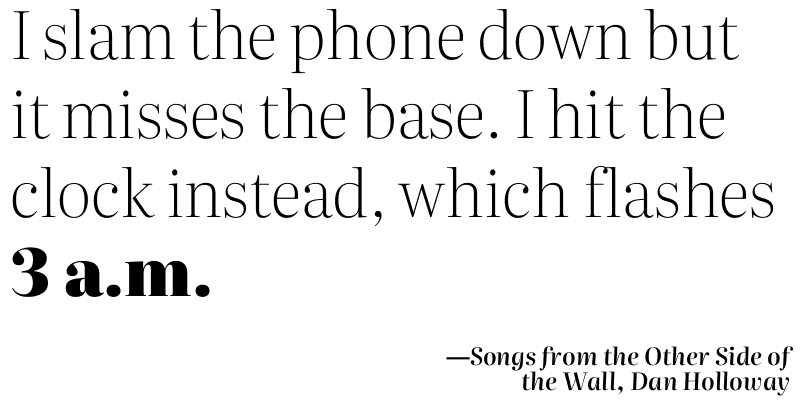 I slam the phone down but
it misses the base. I hit the
clock instead, which flashes
3 a.m.
—Songs from the Other Side of
the Wall, Dan Holloway